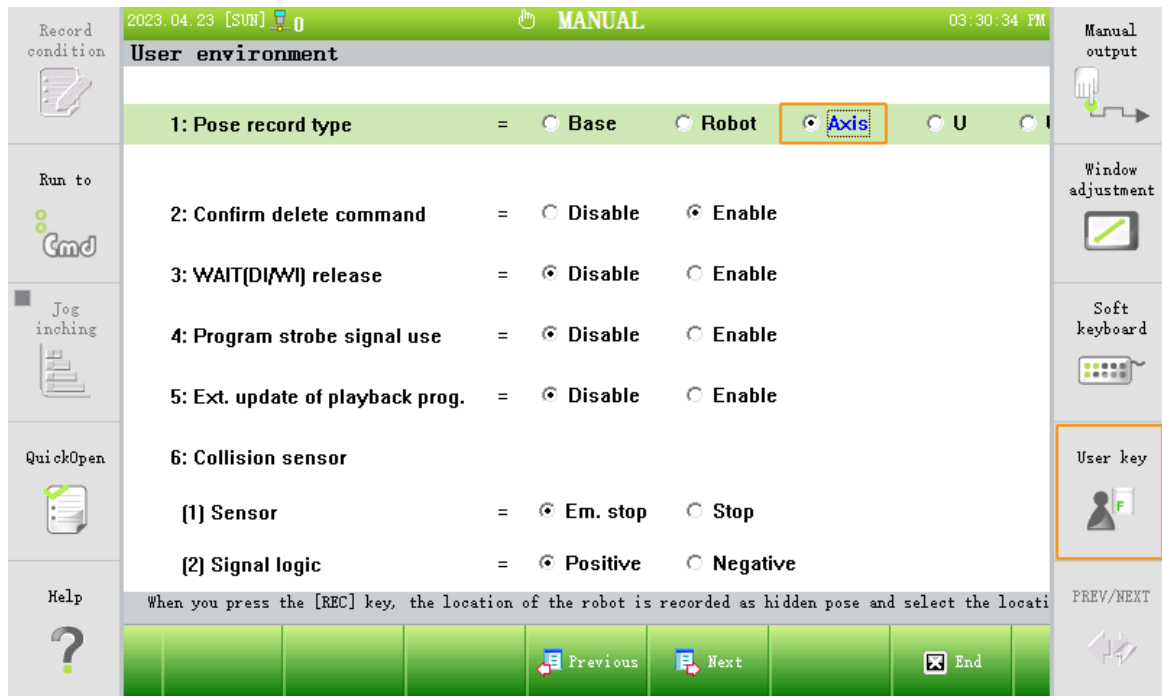 2023.04.23 [SUN] 0 MANUAL 03:30:34 PM
User environment
Record
condition
Run to
Cmd
Jog
inching
QuickOpen
Help
?
1: Pose record type = Base Robot Axis U
2: Confirm delete command = Disable Enable
3: WAIT(DI/WI) release = Disable Enable
4: Program strobe signal use = Disable Enable
5: Ext. update of playback prog. = Disable Enable
6: Collision sensor
(1) Sensor = Em. stop Stop
(2) Signal logic = Positive Negative
When you press the [REC] key, the location of the robot is recorded as hidden pose and select the locati
Previous Next End
Manual
output
Window
adjustment
Soft
keyboard
User key
F
PREV/NEXT